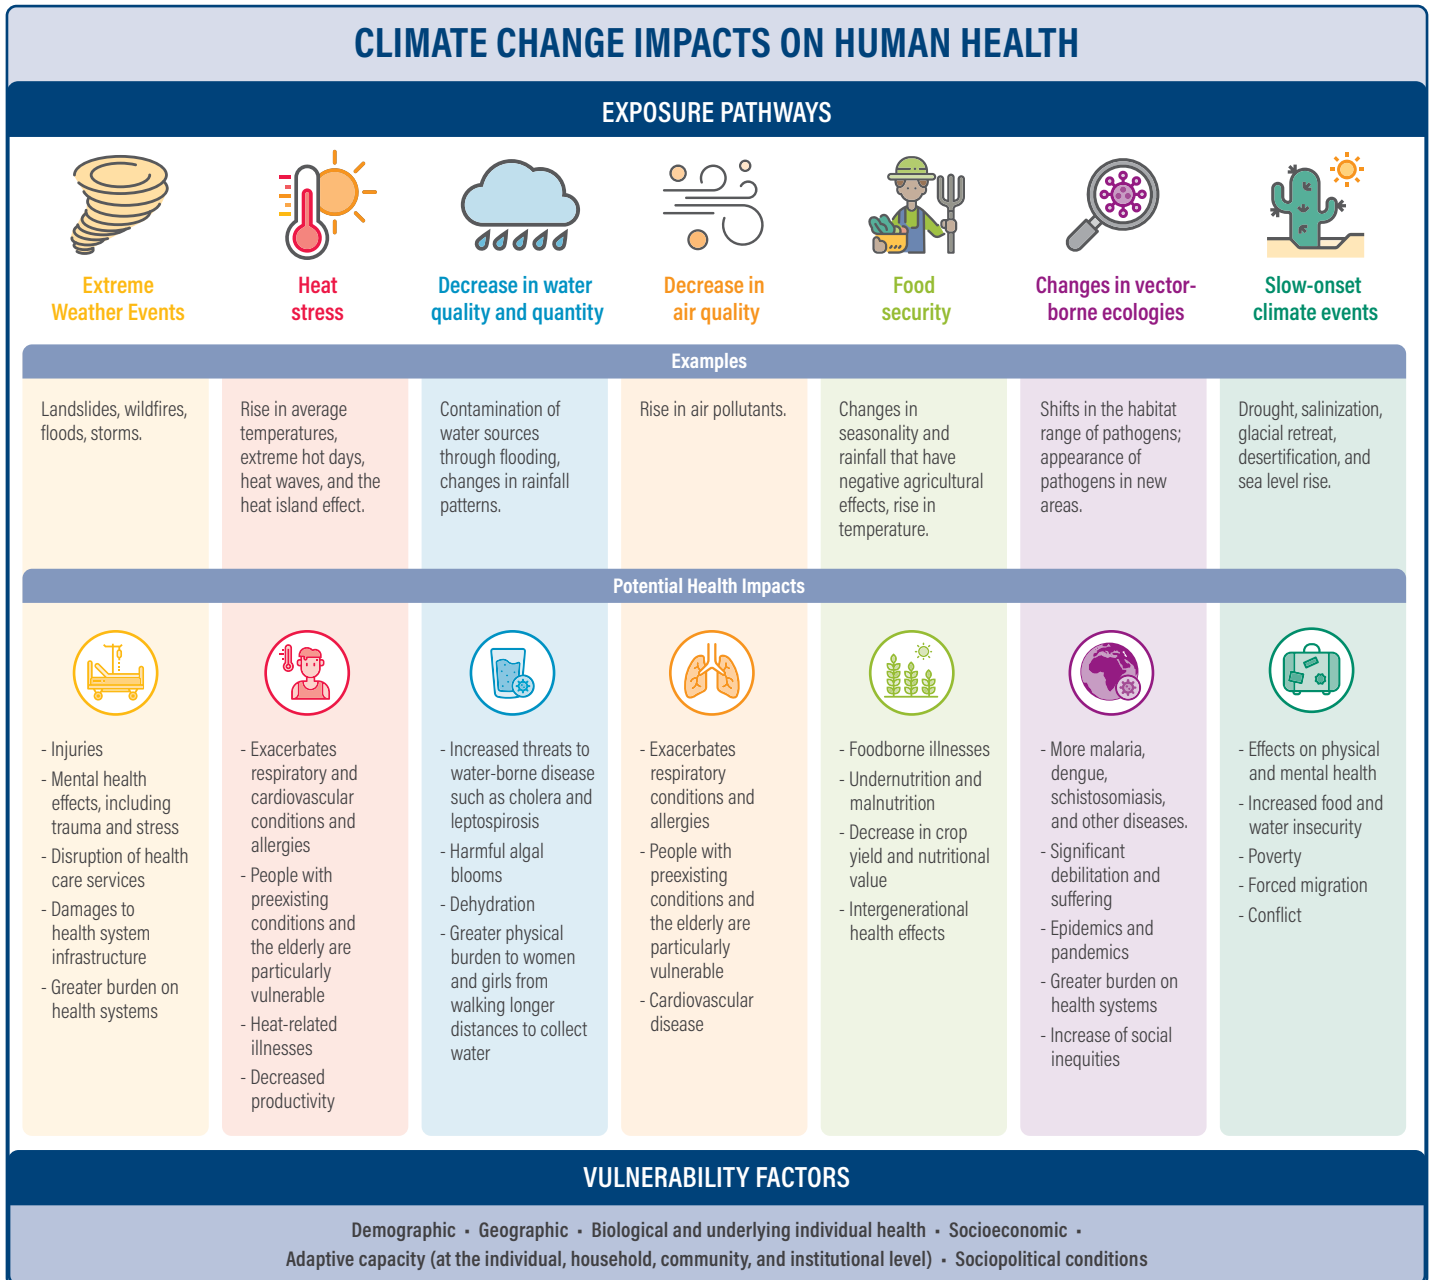 CLIMATE CHANGE IMPACTS ON HUMAN HEALTH
EXPOSURE PATHWAYS
Extreme
Weather Events
Heat
stress
Decrease in water
quality and quantity
Decrease in
air quality
Food
security
Changes in vector-
borne ecologies
Slow-onset
climate events
Examples
Landslides, wildfires,
floods, storms.
Rise in average
temperatures,
extreme hot days,
heat waves, and the
heat island effect.
Contamination of
water sources
through flooding,
changes in rainfall
patterns.
Rise in air pollutants.
Changes in
seasonality and
rainfall that have
negative agricultural
effects, rise in
temperature.
Shifts in the habitat
range of pathogens;
appearance of
pathogens in new
areas.
Drought, salinization,
glacial retreat,
desertification, and
sea level rise.
Potential Health Impacts
- Injuries
- Mental health
effects, including
trauma and stress
- Disruption of health
care services
- Damages to
health system
infrastructure
- Greater burden on
health systems
- Exacerbates
respiratory and
cardiovascular
conditions and
allergies
- People with
preexisting
conditions and
the elderly are
particularly
vulnerable
- Heat-related
illnesses
- Decreased
productivity
- Increased threats to
water-borne disease
such as cholera and
leptospirosis
- Harmful algal
blooms
- Dehydration
- Greater physical
burden to women
and girls from
walking longer
distances to collect
water
- Exacerbates
respiratory
conditions and
allergies
- People with
preexisting
conditions and
the elderly are
particularly
vulnerable
- Cardiovascular
disease
- Foodborne illnesses
- Undernutrition and
malnutrition
- Decrease in crop
yield and nutritional
value
- Intergenerational
health effects
- More malaria,
dengue,
schistosomiasis,
and other diseases.
- Significant
debilitation and
suffering
- Epidemics and
pandemics
- Greater burden on
health systems
- Increase of social
inequities
- Effects on physical
and mental health
- Increased food and
water insecurity
- Poverty
- Forced migration
- Conflict
VULNERABILITY FACTORS
Demographic · Geographic · Biological and underlying individual health · Socioeconomic ·
Adaptive capacity (at the individual, household, community, and institutional level) · Sociopolitical conditions